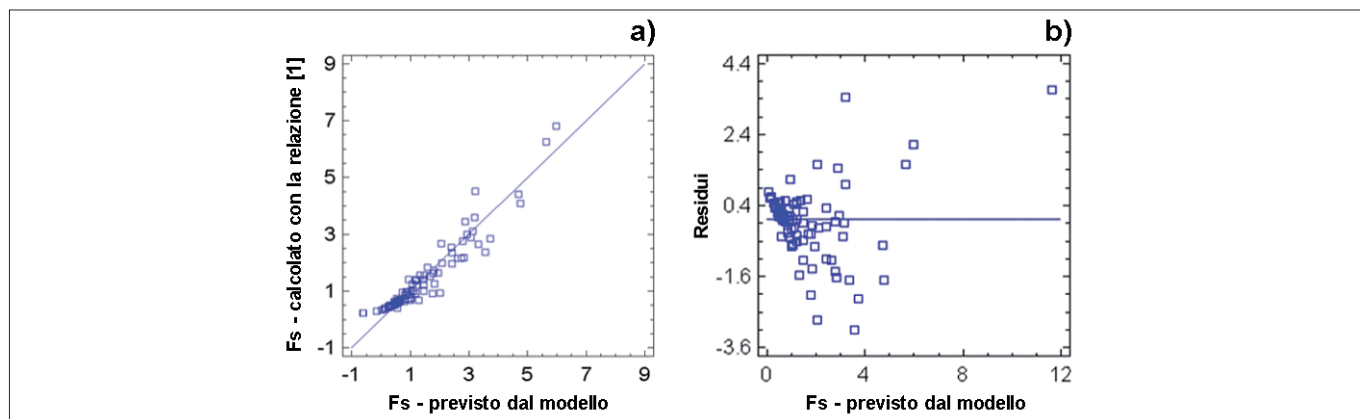 a)
Fs - calcolato con la relazione [1]
9
7
5
3
1
-1
-1 1 3 5 7 9
Fs - previsto dal modello
b)
Residui
4.4
2.4
0.4
-1.6
-3.6
0 4 8 12
Fs - previsto dal modello